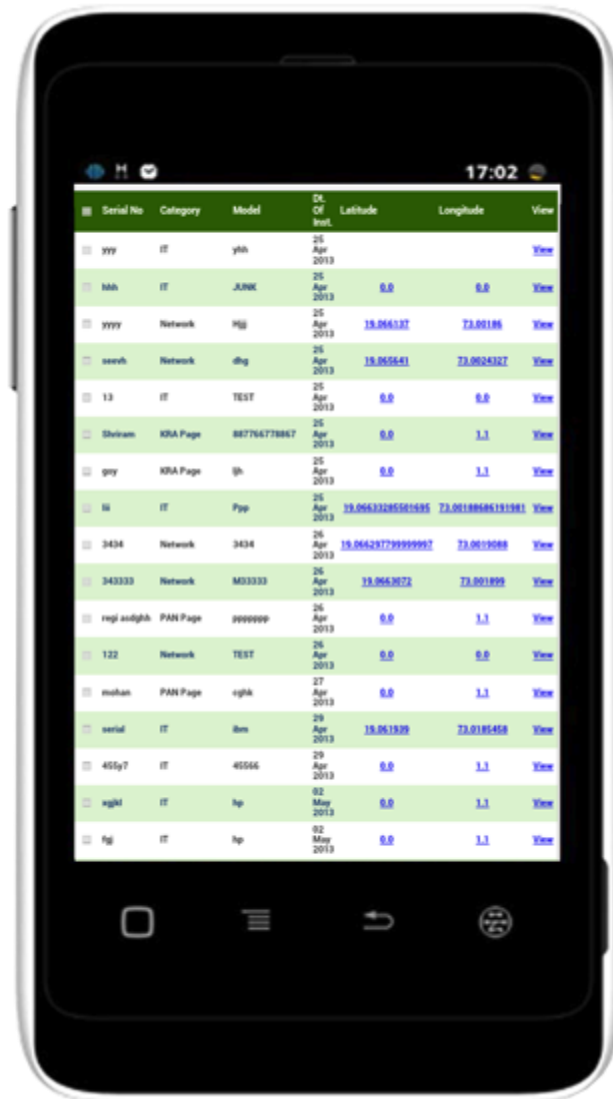 17:02
Serial No Category Model Dt. Of Inst. Latitude Longitude View
yyy IT yhh 25 Apr 2013 View
hhh IT JUNK 25 Apr 2013 0.0 0.0 View
yyyy Network Hjjj 25 Apr 2013 19.066137 73.00186 View
seevh Network dhg 25 Apr 2013 19.065641 73.0024327 View
13 IT TEST 25 Apr 2013 0.0 0.0 View
Shriram KRA Page 887766778867 25 Apr 2013 0.0 1.1 View
goy KRA Page ljh 25 Apr 2013 0.0 1.1 View
IT Ppp 25 Apr 2013 19.06633285501695 73.00188686191981 View
3434 Network 3434 26 Apr 2013 19.066297799999997 73.0019088 View
343333 Network M33333 26 Apr 2013 19.0663072 73.001899 View
regi asdghh PAN Page ppppppp 26 Apr 2013 0.0 1.1 View
122 Network TEST 26 Apr 2013 0.0 0.0 View
mohan PAN Page cghk 27 Apr 2013 0.0 1.1 View
serial IT ibm 29 Apr 2013 19.061939 73.0185458 View
455y7 IT 45566 29 Apr 2013 0.0 1.1 View
xgjkl IT hp 02 May 2013 0.0 1.1 View
fgj IT hp 02 May 2013 0.0 1.1 View